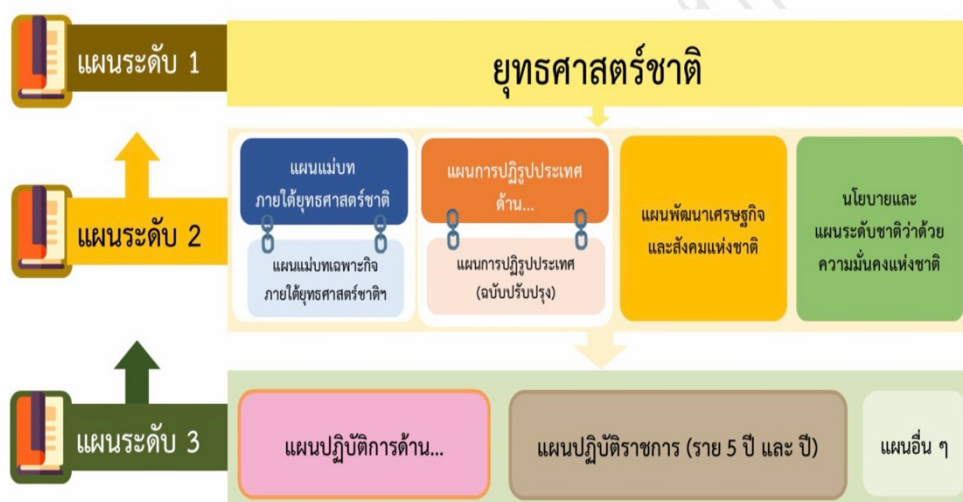 แผนระดับ 1
ยุทธศาสตร์ชาติ
แผนระดับ 2
แผนแม่บท
ภายใต้ยุทธศาสตร์ชาติ
แผนแม่บทเฉพาะกิจ
ภายใต้ยุทธศาสตร์ชาติฯ
แผนการปฏิรูปประเทศ
ด้าน...
แผนการปฏิรูปประเทศ
(ฉบับปรับปรุง)
แผนพัฒนาเศรษฐกิจ
และสังคมแห่งชาติ
นโยบายและ
แผนระดับชาติว่าด้วย
ความมั่นคงแห่งชาติ
แผนระดับ 3
แผนปฏิบัติการด้าน...
แผนปฏิบัติราชการ (ราย 5 ปี และ ปี)
แผนอื่น ๆ